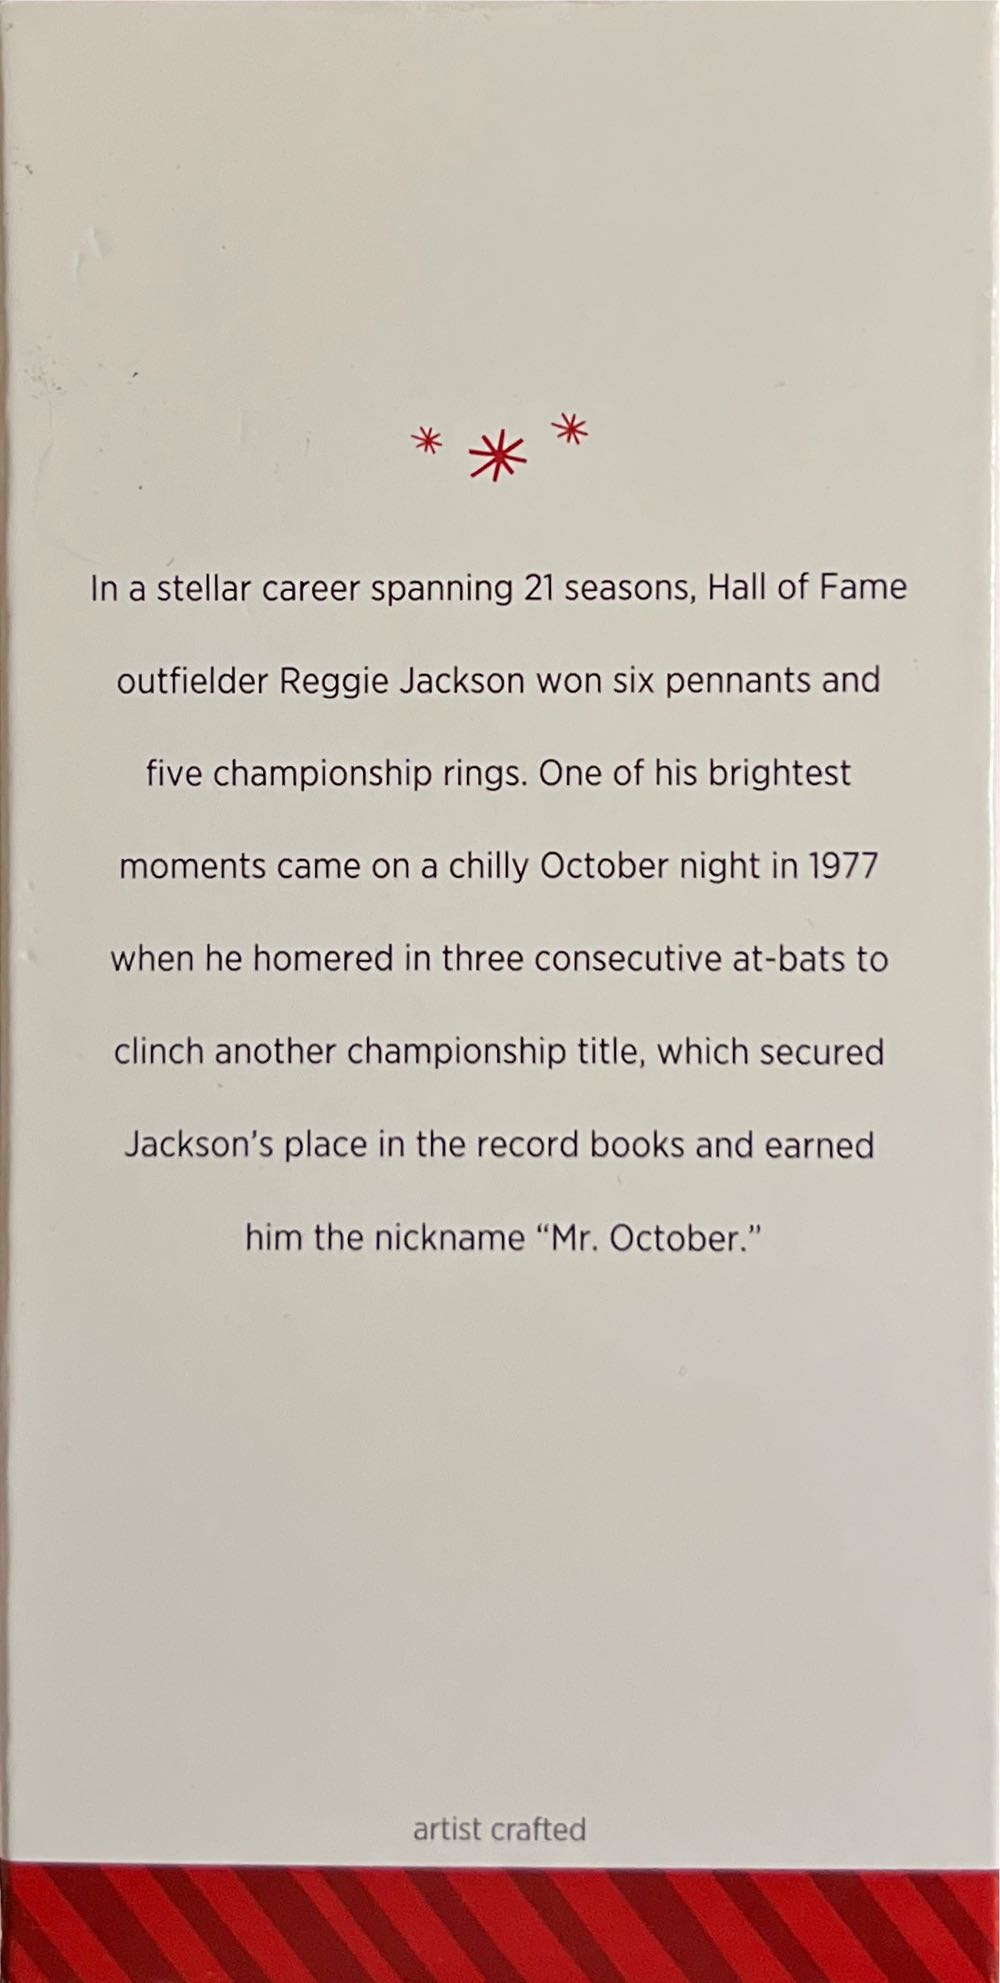 In a stellar career spanning 21 seasons, Hall of Fame
outfielder Reggie Jackson won six pennants and
five championship rings. One of his brightest
moments came on a chilly October night in 1977
when he homered in three consecutive at-bats to
clinch another championship title, which secured
Jackson’s place in the record books and earned
him the nickname “Mr. October.”
artist crafted